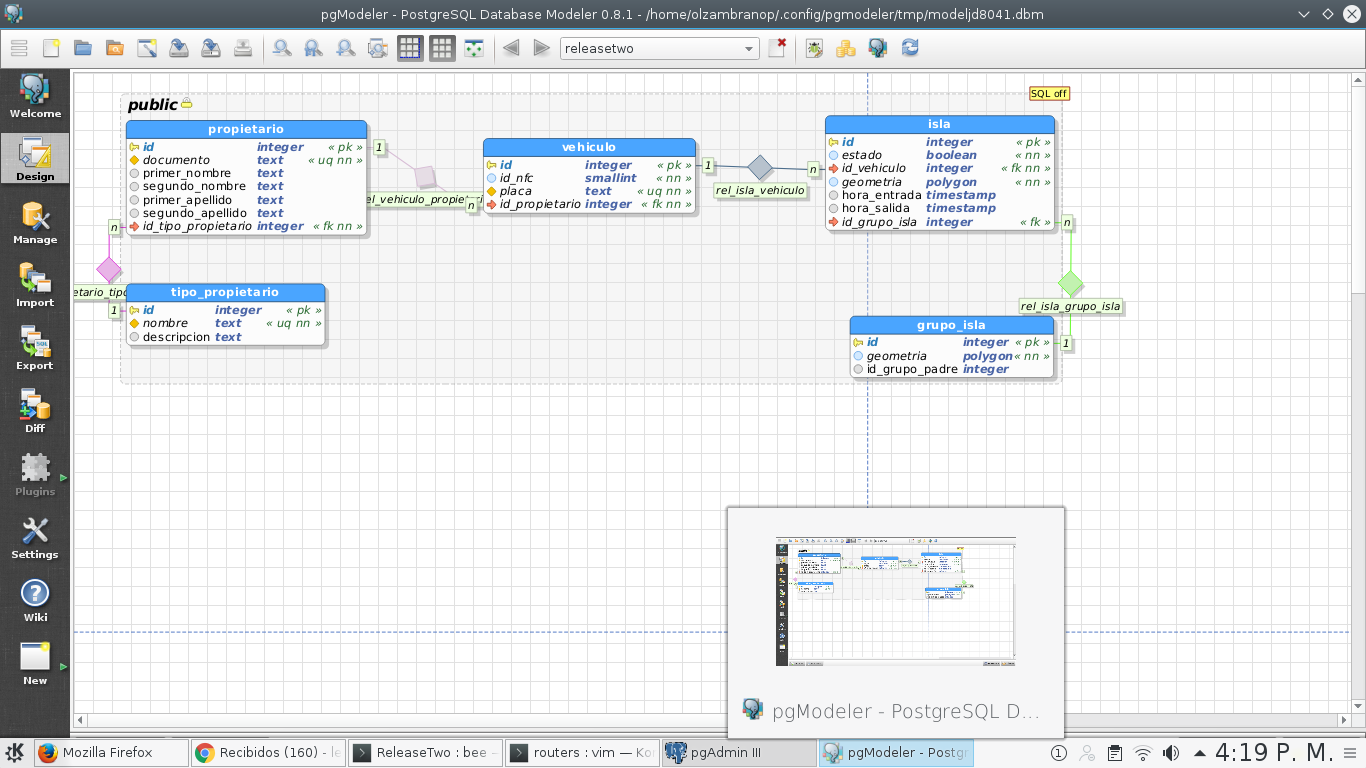 pgModeler - PostgreSQL Database Modeler 0.8.1 - /home/olzambranop/.config/pgmodeler/tmp/modeljd8041.dbm
releasetwo
Welcome
Design
Manage
Import
Export
Diff
Plugins
Settings
Wiki
New
public
SQL off
propietario
id integer « pk »
documento text « uq nn »
primer_nombre text
segundo_nombre text
primer_apellido text
segundo_apellido text
id_tipo_propietario integer « fk nn »
1
el_vehiculo_propietari
n
vehiculo
id integer « pk »
id_nfc smallint « nn »
placa text « uq nn »
id_propietario integer « fk nn »
1
rel_isla_vehiculo
n
isla
id integer « pk »
estado boolean « nn »
id_vehiculo integer « fk nn »
geometria polygon « nn »
hora_entrada timestamp
hora_salida timestamp
id_grupo_isla integer « fk »
n
rel_isla_grupo_isla
1
n
etario_tipo
1
tipo_propietario
id integer « pk »
nombre text « uq nn »
descripcion text
grupo_isla
id integer « pk »
geometria polygon « nn »
id_grupo_padre integer
pgModeler - PostgreSQL D...
Mozilla Firefox
Recibidos (160) - le
ReleaseTwo : bee —
routers : vim — Kor
pgAdmin III
pgModeler - Postgr
1
4:19 P. M.